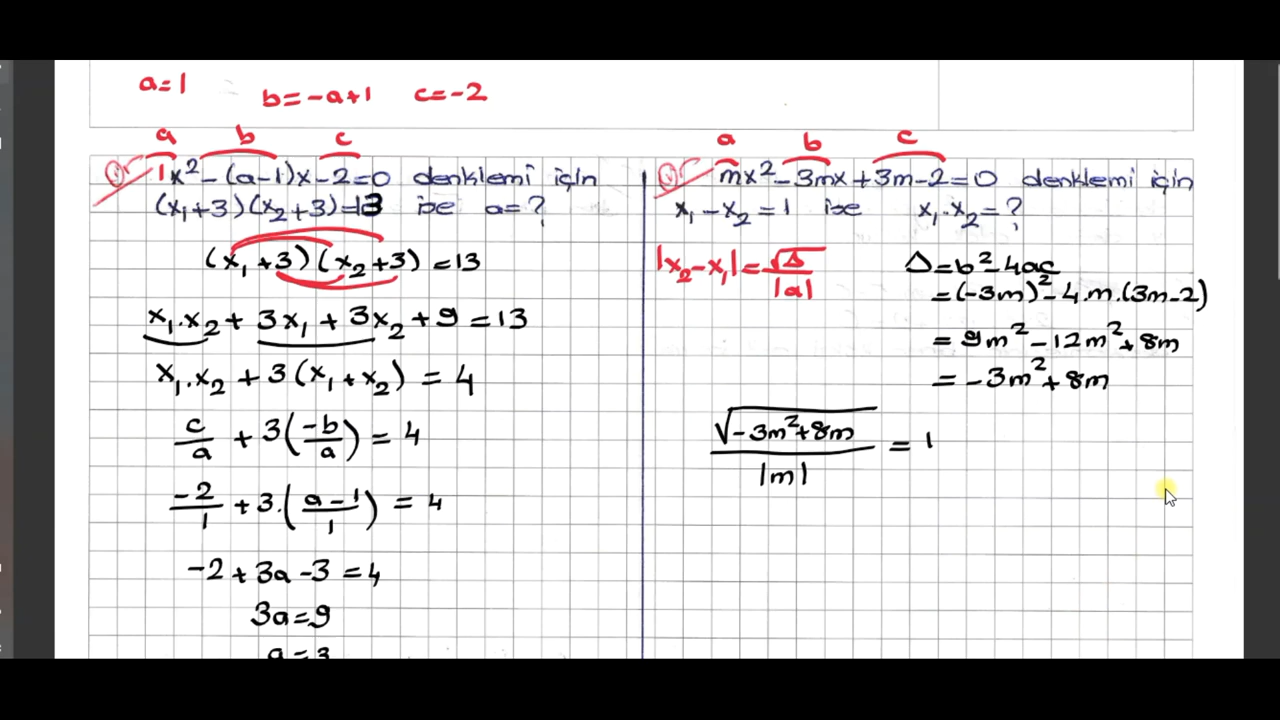 a=1 b=-a+1 c=-2
a b c
1x²-(a-1)x-2=0 denklemi için
(x₁+3)(x₂+3)=13 ise a=?
(x₁+3)(x₂+3)=13
x₁.x₂+3x₁+3x₂+9=13
x₁.x₂+3(x₁+x₂)=4
c/a+3(-b/a)=4
-2/1+3.(a-1/1)=4
-2+3a-3=4
3a=9
a=3
a b c
mx²-3mx+3m-2=0 denklemi için
x₁-x₂=1 ise x₁.x₂=?
|x₂-x₁|=√Δ/|a|
Δ=b²-4ac
=(-3m)²-4.m.(3m-2)
=9m²-12m²+8m
=-3m²+8m
√-3m²+8m/|m|=1